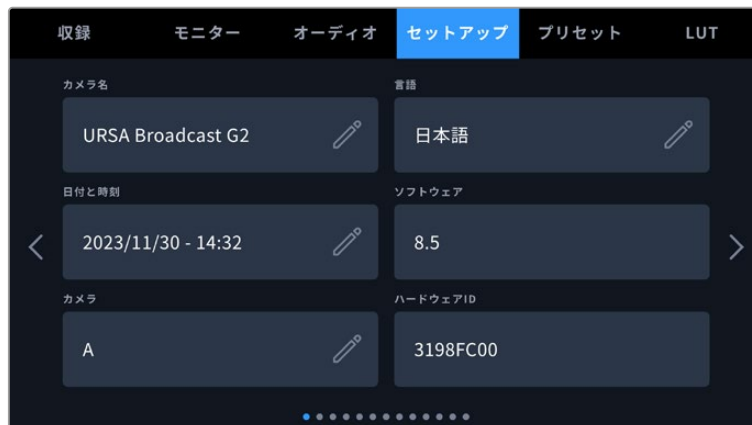 収録 モニター オーディオ セットアップ プリセット LUT
カメラ名 言語
URSA Broadcast G2 日本語
日付と時刻 ソフトウェア
2023/11/30 - 14:32 8.5
カメラ ハードウェアID
A 3198FC00